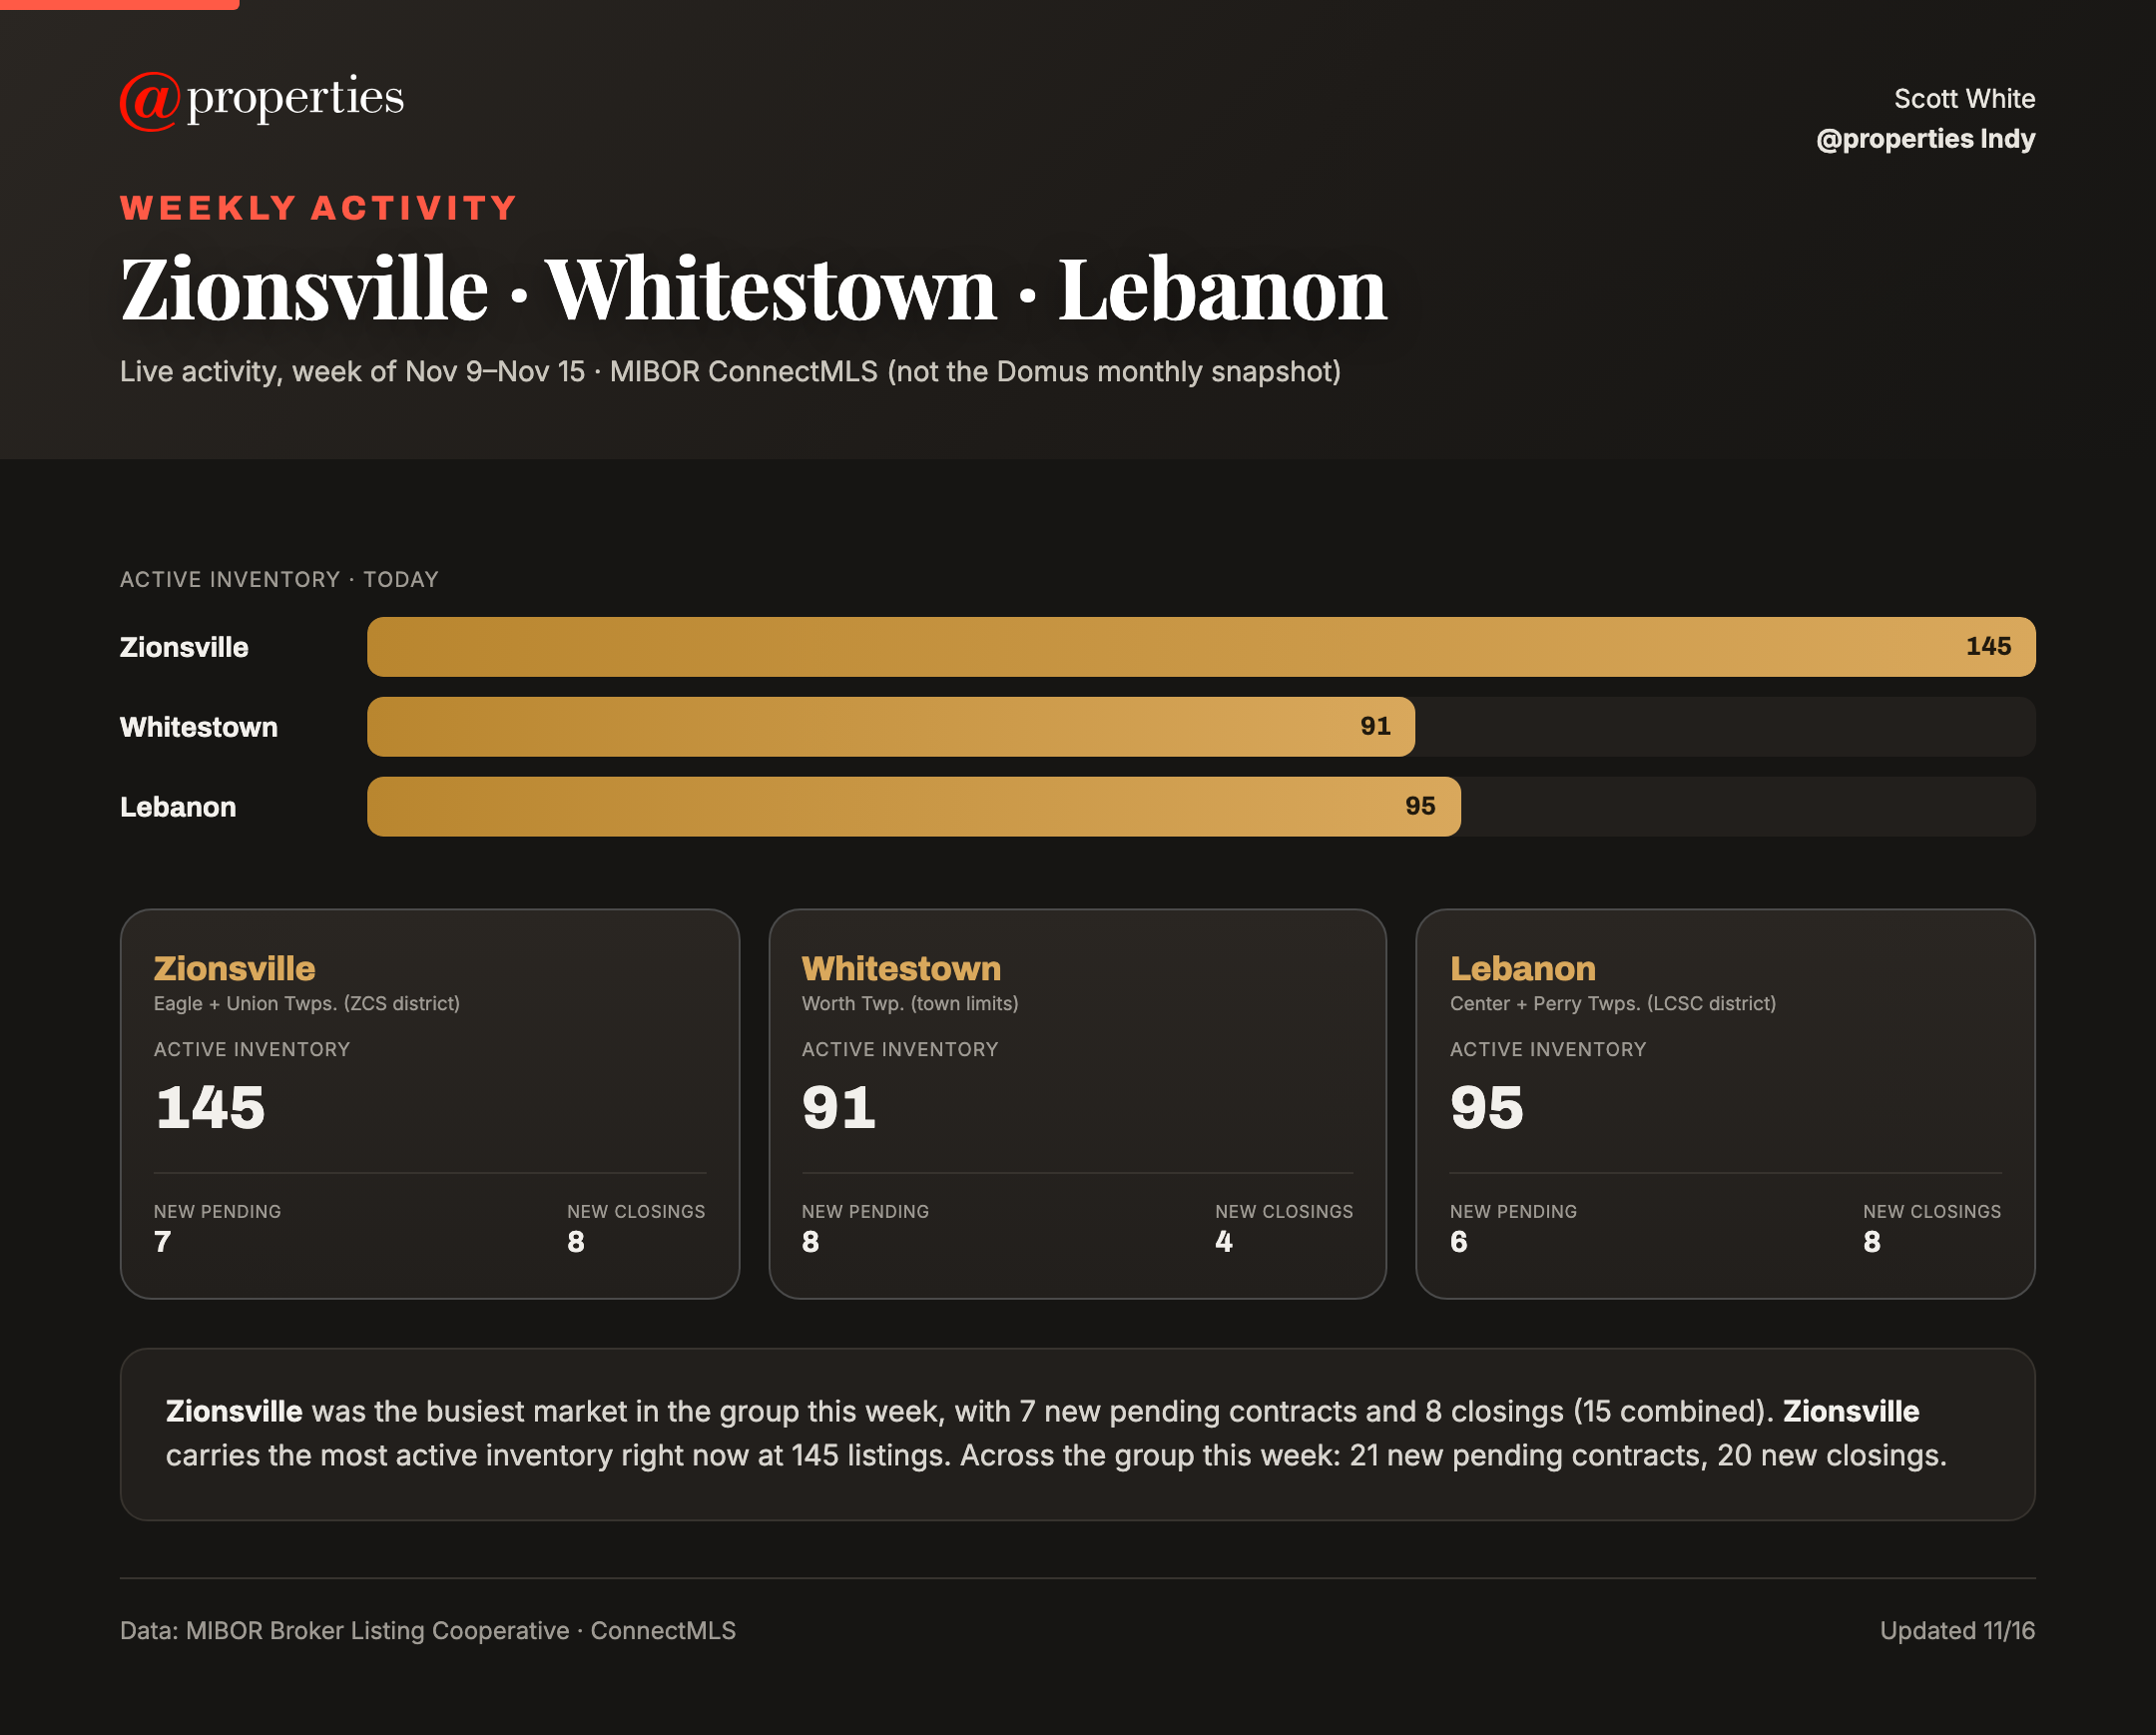 @properties
Scott White
@properties Indy
WEEKLY ACTIVITY
Zionsville · Whitestown · Lebanon
Live activity, week of Nov 9–Nov 15 · MIBOR ConnectMLS (not the Domus monthly snapshot)
ACTIVE INVENTORY · TODAY
Zionsville 145
Whitestown 91
Lebanon 95
Zionsville
Eagle + Union Twps. (ZCS district)
ACTIVE INVENTORY
145
NEW PENDING NEW CLOSINGS
7 8
Whitestown
Worth Twp. (town limits)
ACTIVE INVENTORY
91
NEW PENDING NEW CLOSINGS
8 4
Lebanon
Center + Perry Twps. (LCSC district)
ACTIVE INVENTORY
95
NEW PENDING NEW CLOSINGS
6 8
Zionsville was the busiest market in the group this week, with 7 new pending contracts and 8 closings (15 combined). Zionsville
carries the most active inventory right now at 145 listings. Across the group this week: 21 new pending contracts, 20 new closings.
Data: MIBOR Broker Listing Cooperative · ConnectMLS
Updated 11/16